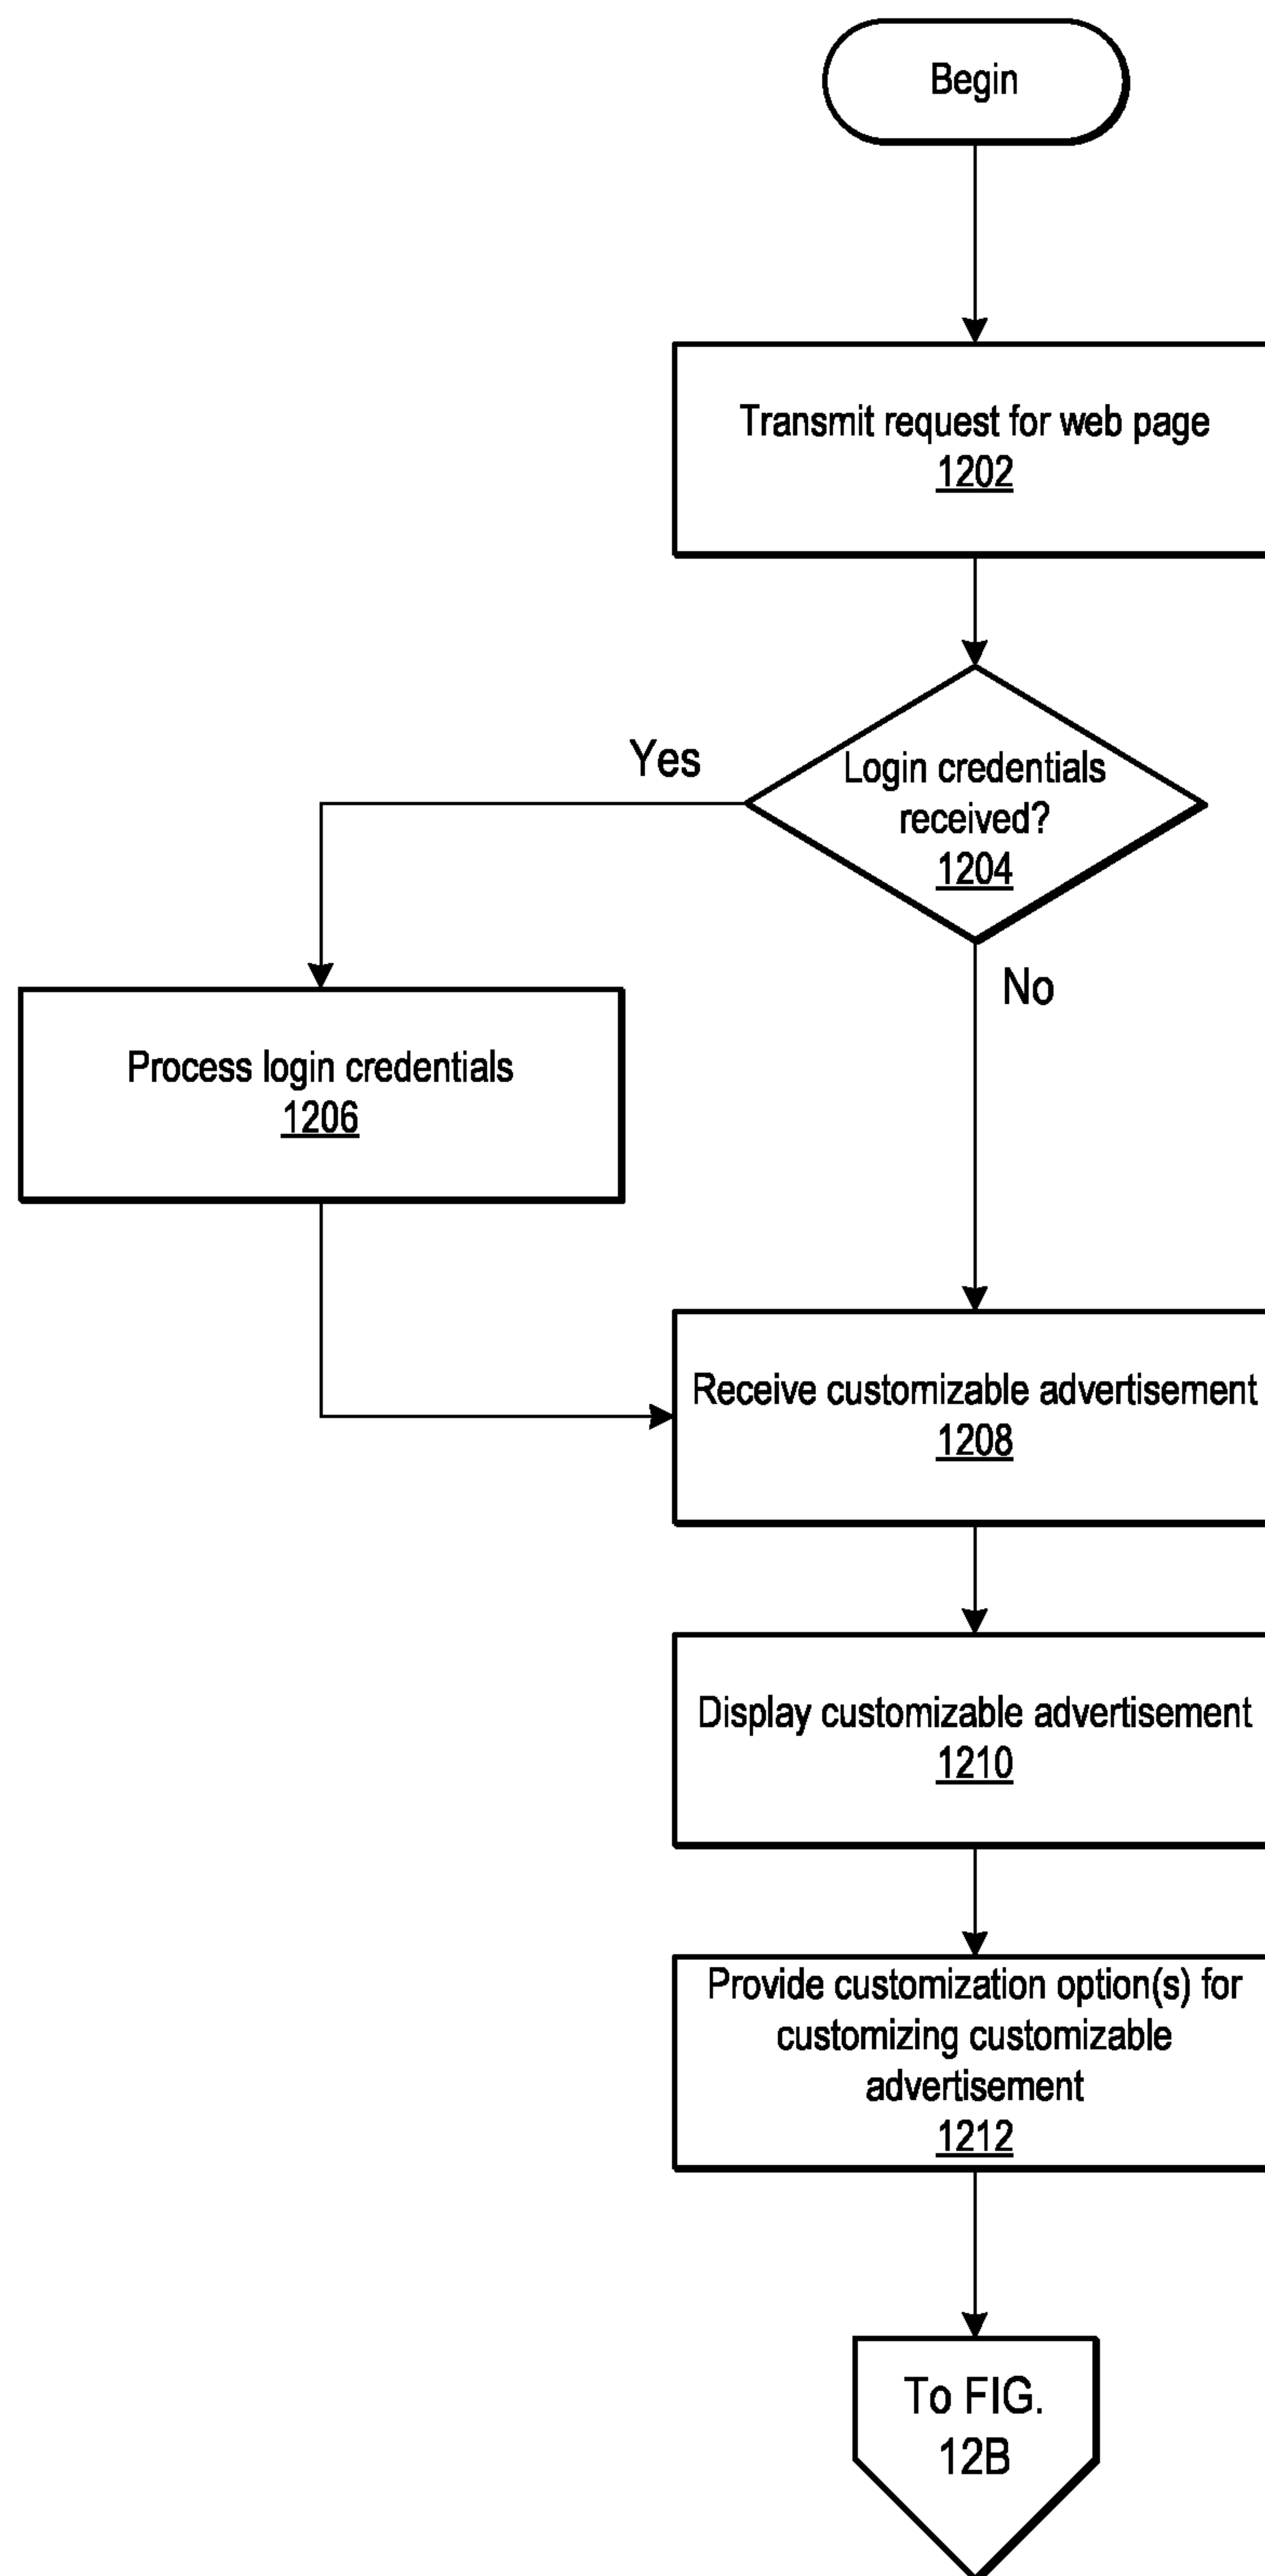 Begin
Transmit request for web page
1202
Yes
Login credentials
received?
1204
No
Process login credentials
1206
Receive customizable advertisement
1208
Display customizable advertisement
1210
Provide customization option(s) for
customizing customizable
advertisement
1212
To FIG.
12B